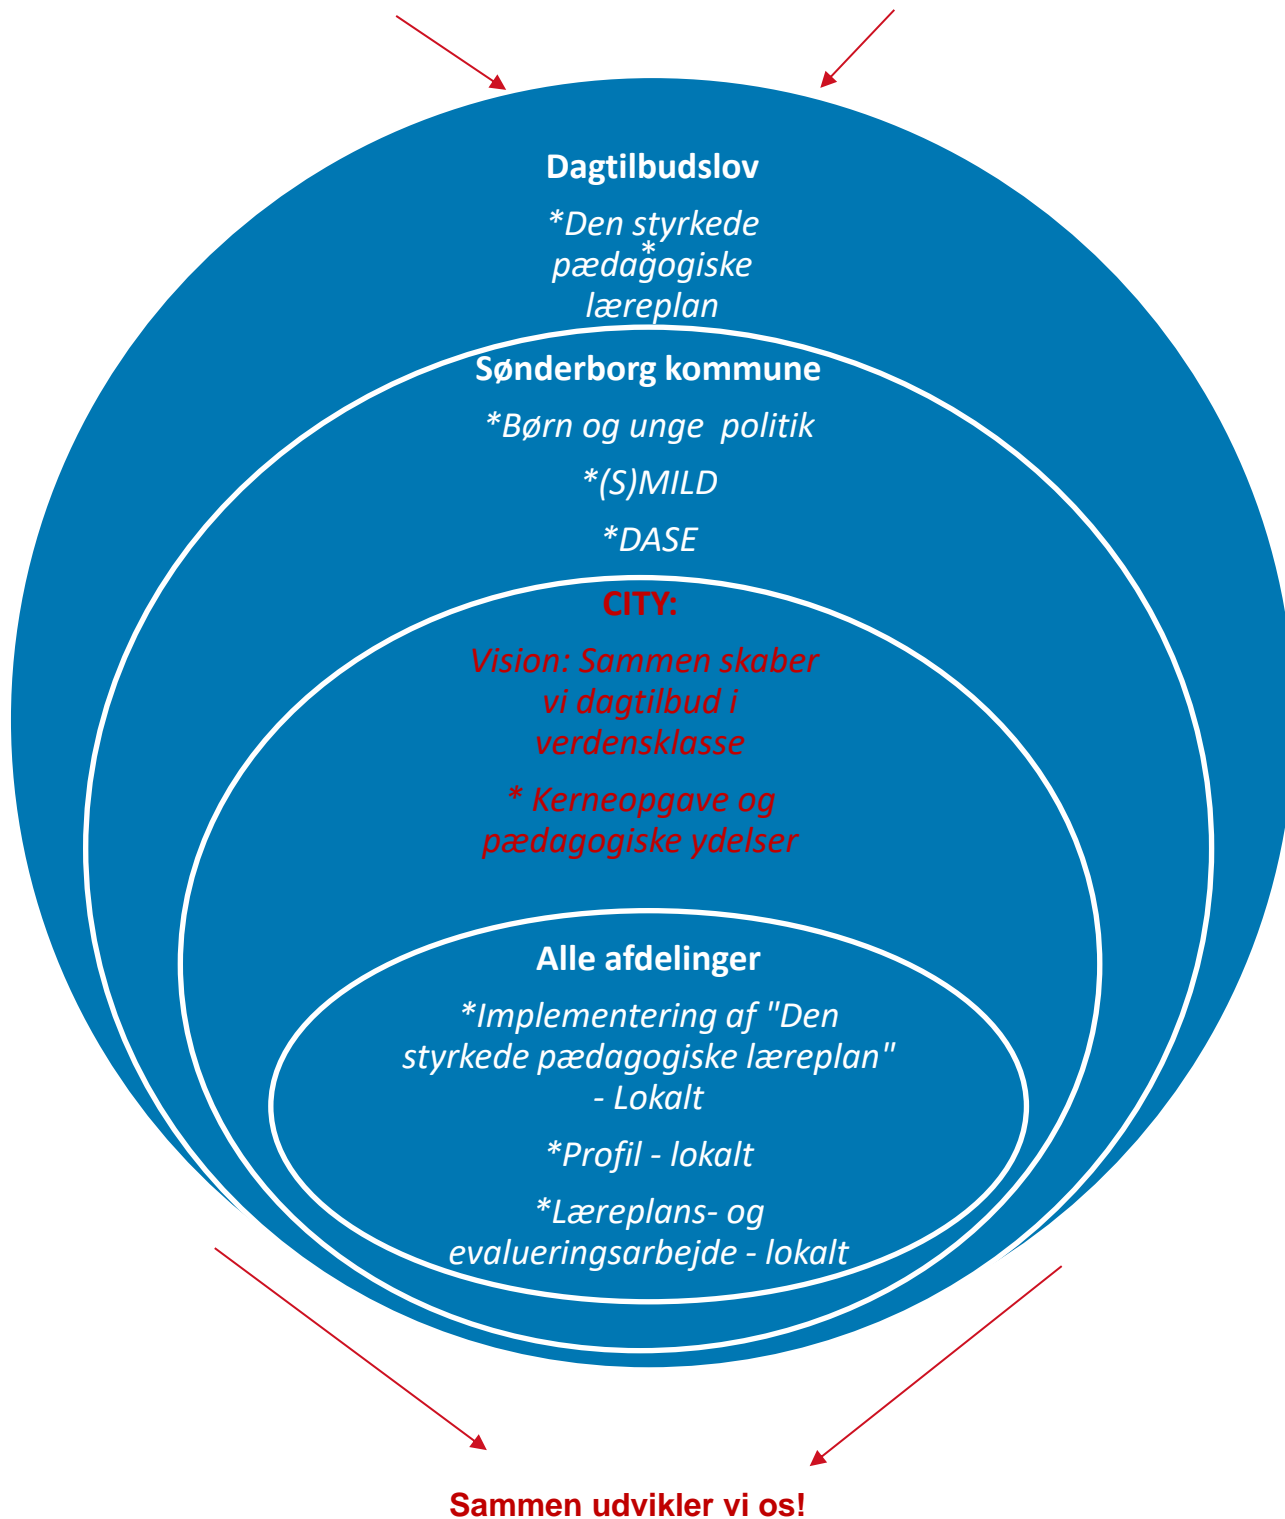 Dagtilbudslov
*Den styrkede
*
pædagogiske
læreplan
Sønderborg kommune
*Børn og unge politik
*(S)MILD
*DASE
CITY:
Vision: Sammen skaber
vi dagtilbud i
verdensklasse
* Kerneopgave og
pædagogiske ydelser
Alle afdelinger
*Implementering af "Den
styrkede pædagogiske læreplan"
- Lokalt
*Profil - lokalt
*Læreplans- og
evalueringsarbejde - lokalt
Sammen udvikler vi os!